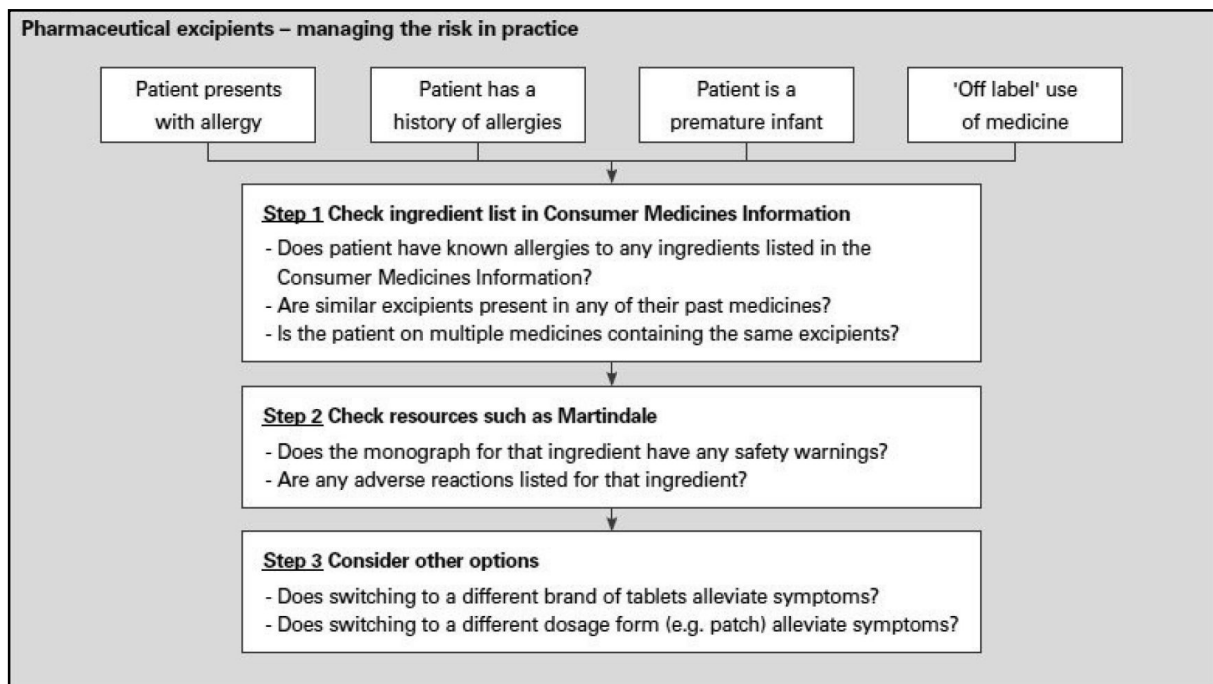 Pharmaceutical excipients – managing the risk in practice
Patient presents
with allergy
Patient has a
history of allergies
Patient is a
premature infant
'Off label' use
of medicine
Step 1 Check ingredient list in Consumer Medicines Information
- Does patient have known allergies to any ingredients listed in the
Consumer Medicines Information?
- Are similar excipients present in any of their past medicines?
- Is the patient on multiple medicines containing the same excipients?
Step 2 Check resources such as Martindale
- Does the monograph for that ingredient have any safety warnings?
- Are any adverse reactions listed for that ingredient?
Step 3 Consider other options
- Does switching to a different brand of tablets alleviate symptoms?
- Does switching to a different dosage form (e.g. patch) alleviate symptoms?